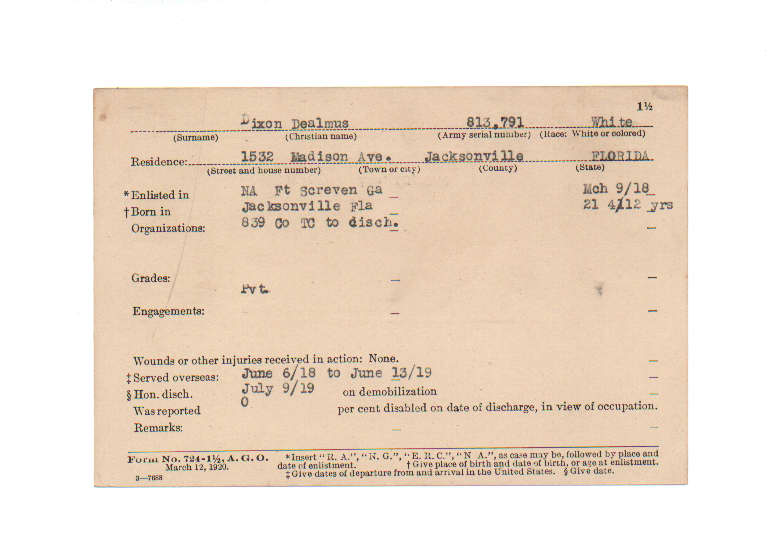 1½
Dixon Dealmus 813,791 White
(Surname) (Christian name) (Army serial number) (Race: White or colored)
Residence: 1532 Madison Ave. Jacksonville FLORIDA
(Street and house number) (Town or city) (County) (State)
*Enlisted in NA Ft Screven Ga Mch 9/18
†Born in Jacksonville Fla 21 4/12 yrs
Organizations: 839 Co TC to disch.
Grades:
Pvt.
Engagements:
Wounds or other injuries received in action: None.
‡Served overseas: June 6/18 to June 13/19
§Hon. disch. July 9/19 on demobilization
Was reported 0 per cent disabled on date of discharge, in view of occupation.
Remarks:
Form No. 724-1½, A. G. O. *Insert "R. A.", "N. G.", "E. R. C.", "N A.", as case may be, followed by place and
March 12, 1920. date of enlistment. †Give place of birth and date of birth, or age at enlistment.
3—7688 ‡Give dates of departure from and arrival in the United States. §Give date.